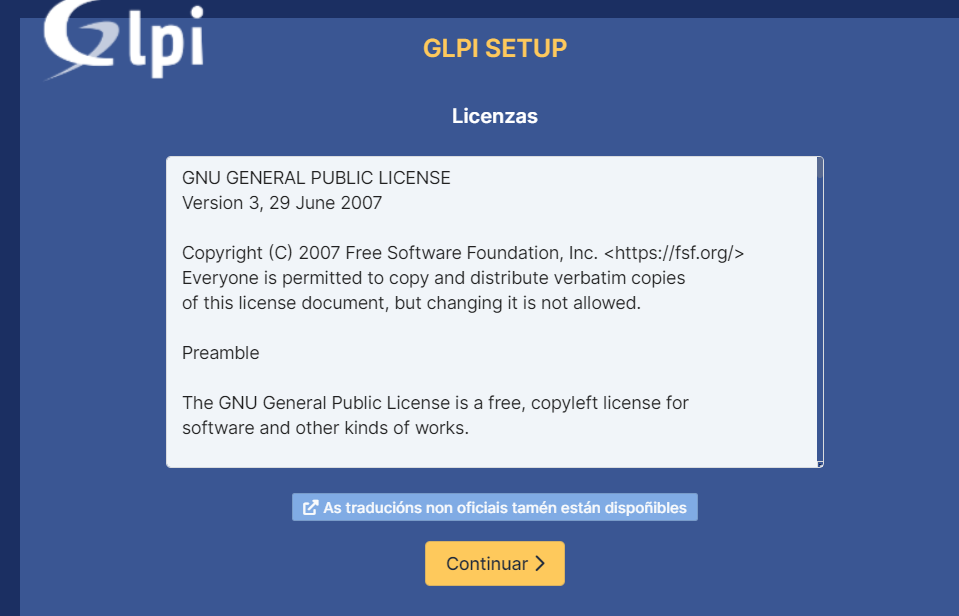 Glpi
GLPI SETUP
Licenzas
GNU GENERAL PUBLIC LICENSE
Version 3, 29 June 2007
Copyright (C) 2007 Free Software Foundation, Inc. <https://fsf.org/>
Everyone is permitted to copy and distribute verbatim copies
of this license document, but changing it is not allowed.
Preamble
The GNU General Public License is a free, copyleft license for
software and other kinds of works.
As traducións non oficiais tamén están dispoñibles
Continuar